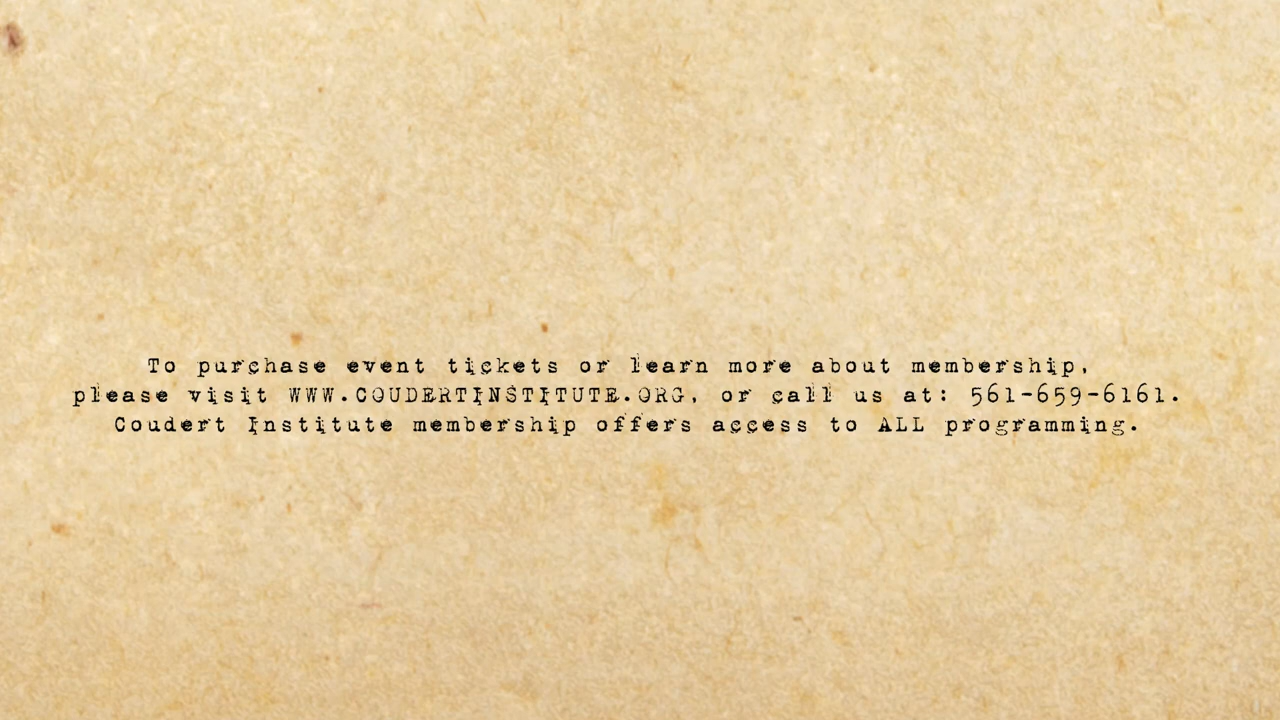 To purchase event tickets or learn more about membership,
please visit WWW.COUDERTINSTITUTE.ORG, or call us at: 561-659-6161.
Coudert Institute membership offers access to ALL programming.